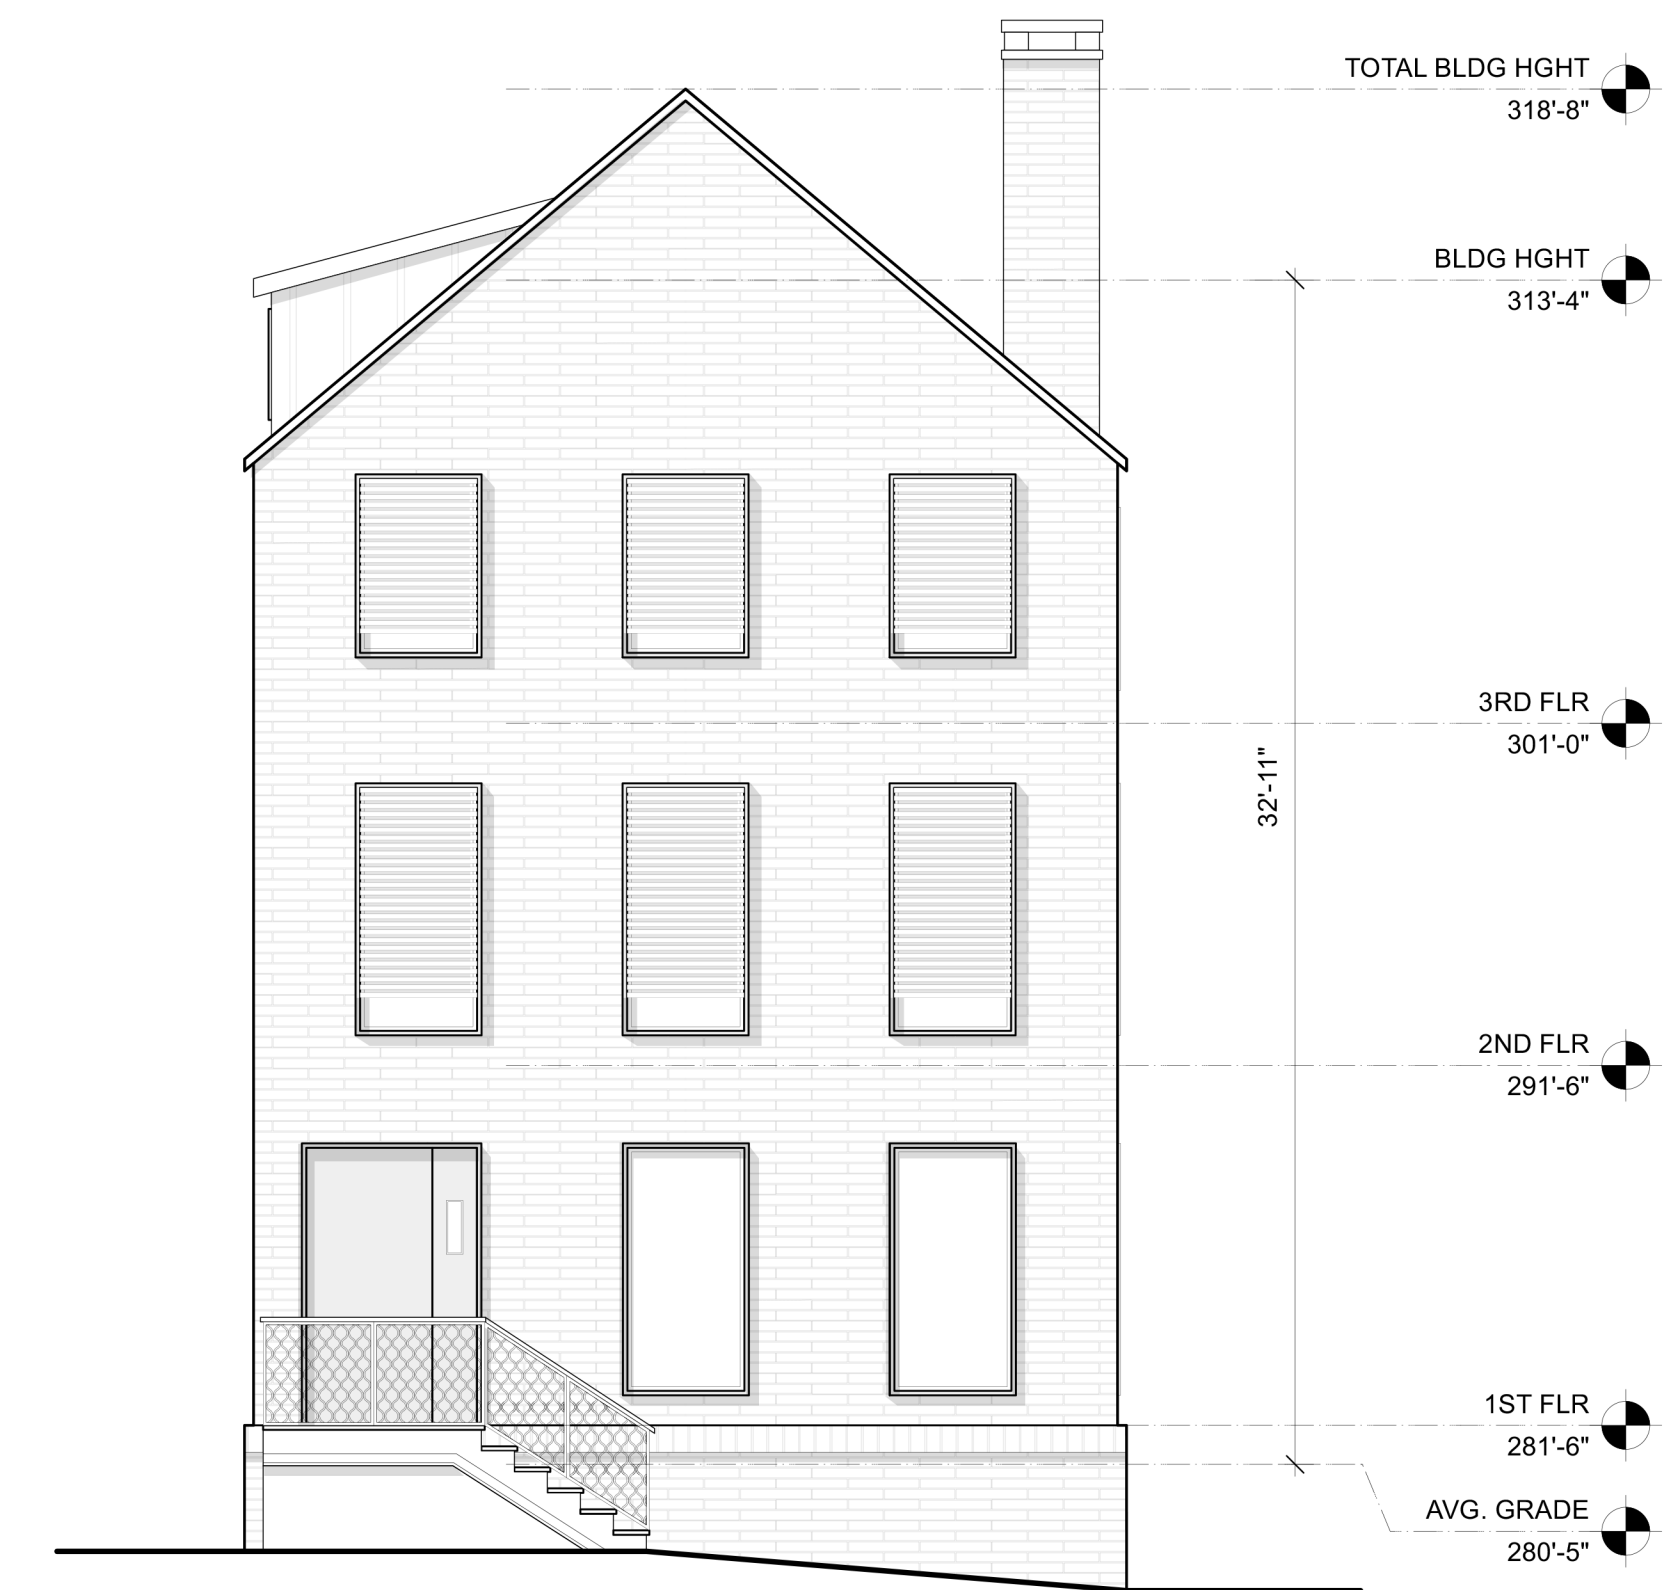 TOTAL BLDG HGHT
318'-8"
BLDG HGHT
313'-4"
3RD FLR
301'-0"
32'-11"
2ND FLR
291'-6"
1ST FLR
281'-6"
AVG. GRADE
280'-5"